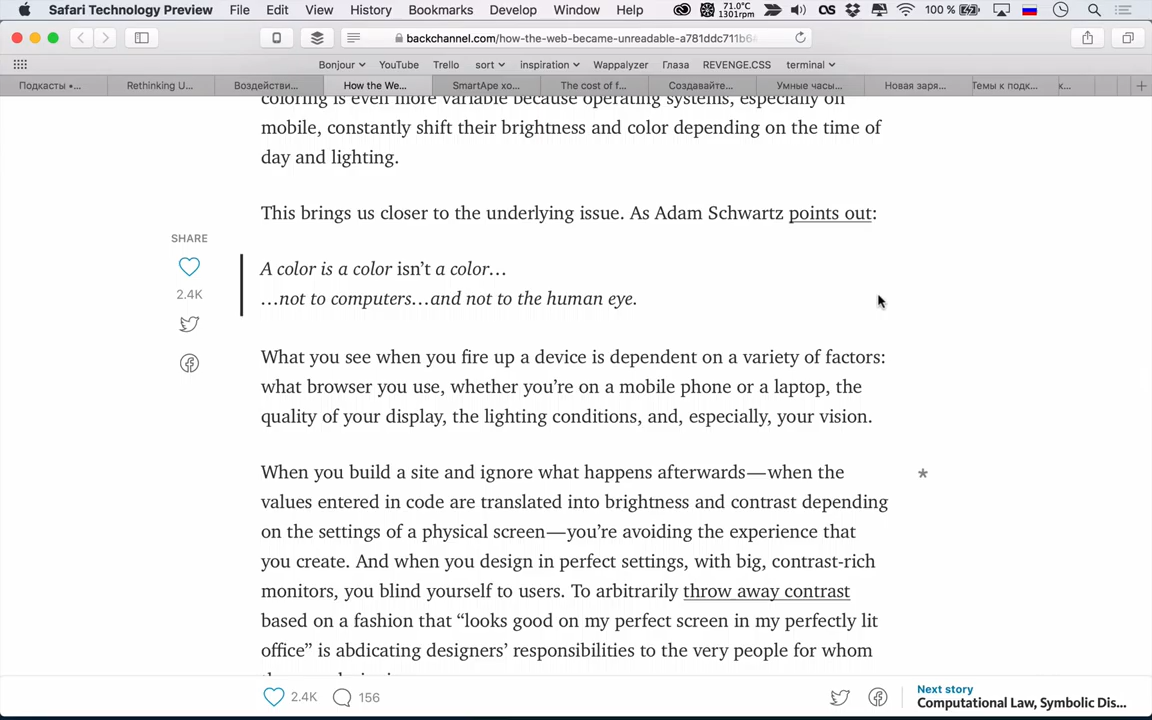 Safari Technology Preview File Edit View History Bookmarks Develop Window Help 71.0°C 1301rpm 100 %
backchannel.com/how-the-web-became-unreadable-a781ddc711b6
Bonjour YouTube Trello sort inspiration Wappalyzer Глаза REVENGE.CSS terminal
Подкасты •... Rethinking U... Воздействи... How the We... SmartApe хо... The cost of f... Создавайте... Умные часы... Новая заря... Темы к подк... к...
coloring is even more variable because operating systems, especially on
mobile, constantly shift their brightness and color depending on the time of
day and lighting.
This brings us closer to the underlying issue. As Adam Schwartz points out:
SHARE
A color is a color isn’t a color…
2.4K
…not to computers…and not to the human eye.
What you see when you fire up a device is dependent on a variety of factors:
what browser you use, whether you’re on a mobile phone or a laptop, the
quality of your display, the lighting conditions, and, especially, your vision.
When you build a site and ignore what happens afterwards — when the
*
values entered in code are translated into brightness and contrast depending
on the settings of a physical screen — you’re avoiding the experience that
you create. And when you design in perfect settings, with big, contrast-rich
monitors, you blind yourself to users. To arbitrarily throw away contrast
based on a fashion that “looks good on my perfect screen in my perfectly lit
office” is abdicating designers’ responsibilities to the very people for whom
2.4K 156
Next story
Computational Law, Symbolic Dis...